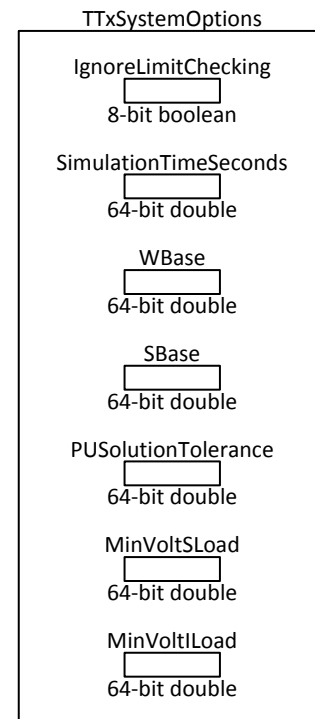 TTxSystemOptions
IgnoreLimitChecking
8-bit boolean
SimulationTimeSeconds
64-bit double
WBase
64-bit double
SBase
64-bit double
PUSolutionTolerance
64-bit double
MinVoltSLoad
64-bit double
MinVoltILoad
64-bit double